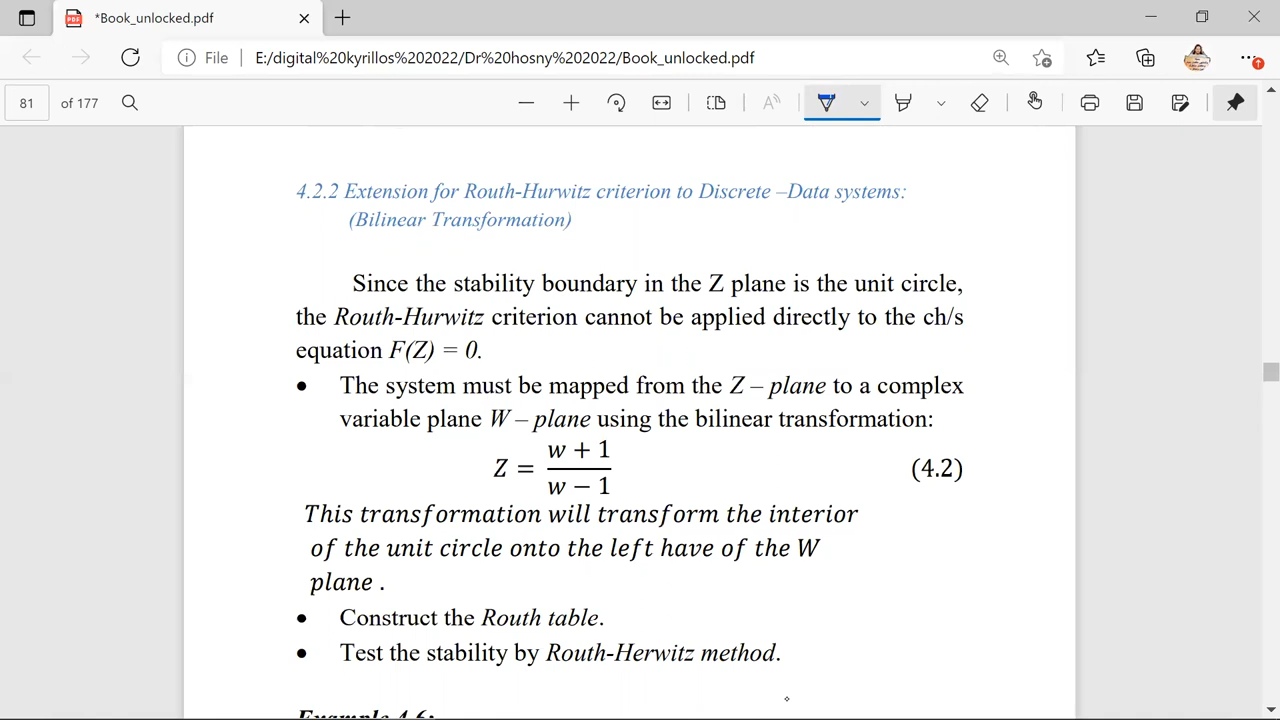 *Book_unlocked.pdf
File E:/digital%20kyrillos%202022/Dr%20hosny%202022/Book_unlocked.pdf
81 of 177
4.2.2 Extension for Routh-Hurwitz criterion to Discrete –Data systems:
(Bilinear Transformation)
Since the stability boundary in the Z plane is the unit circle,
the Routh-Hurwitz criterion cannot be applied directly to the ch/s
equation F(Z) = 0.
• The system must be mapped from the Z – plane to a complex
variable plane W – plane using the bilinear transformation:
w + 1
Z = (4.2)
w − 1
This transformation will transform the interior
of the unit circle onto the left have of the W
plane .
• Construct the Routh table.
• Test the stability by Routh-Herwitz method.
Example 4.6: